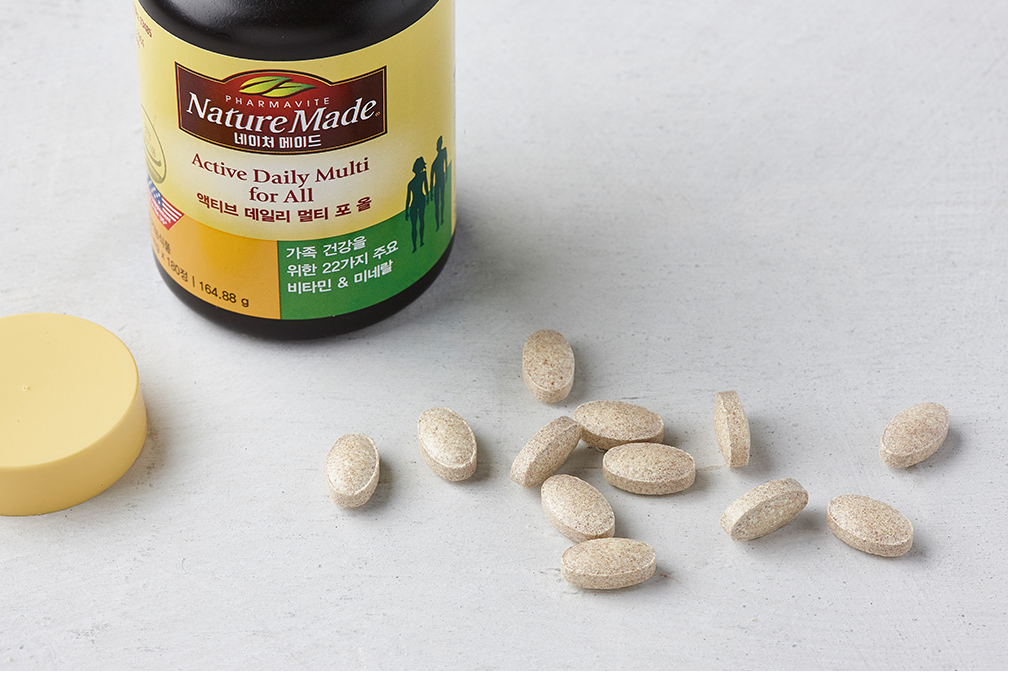 PHARMAVITE
Nature Made
네이처 메이드
Active Daily Multi
for All
액티브 데일리 멀티 포 올
가족 건강을
위한 22가지 주요
비타민 & 미네랄
x 180정 | 164.88 g